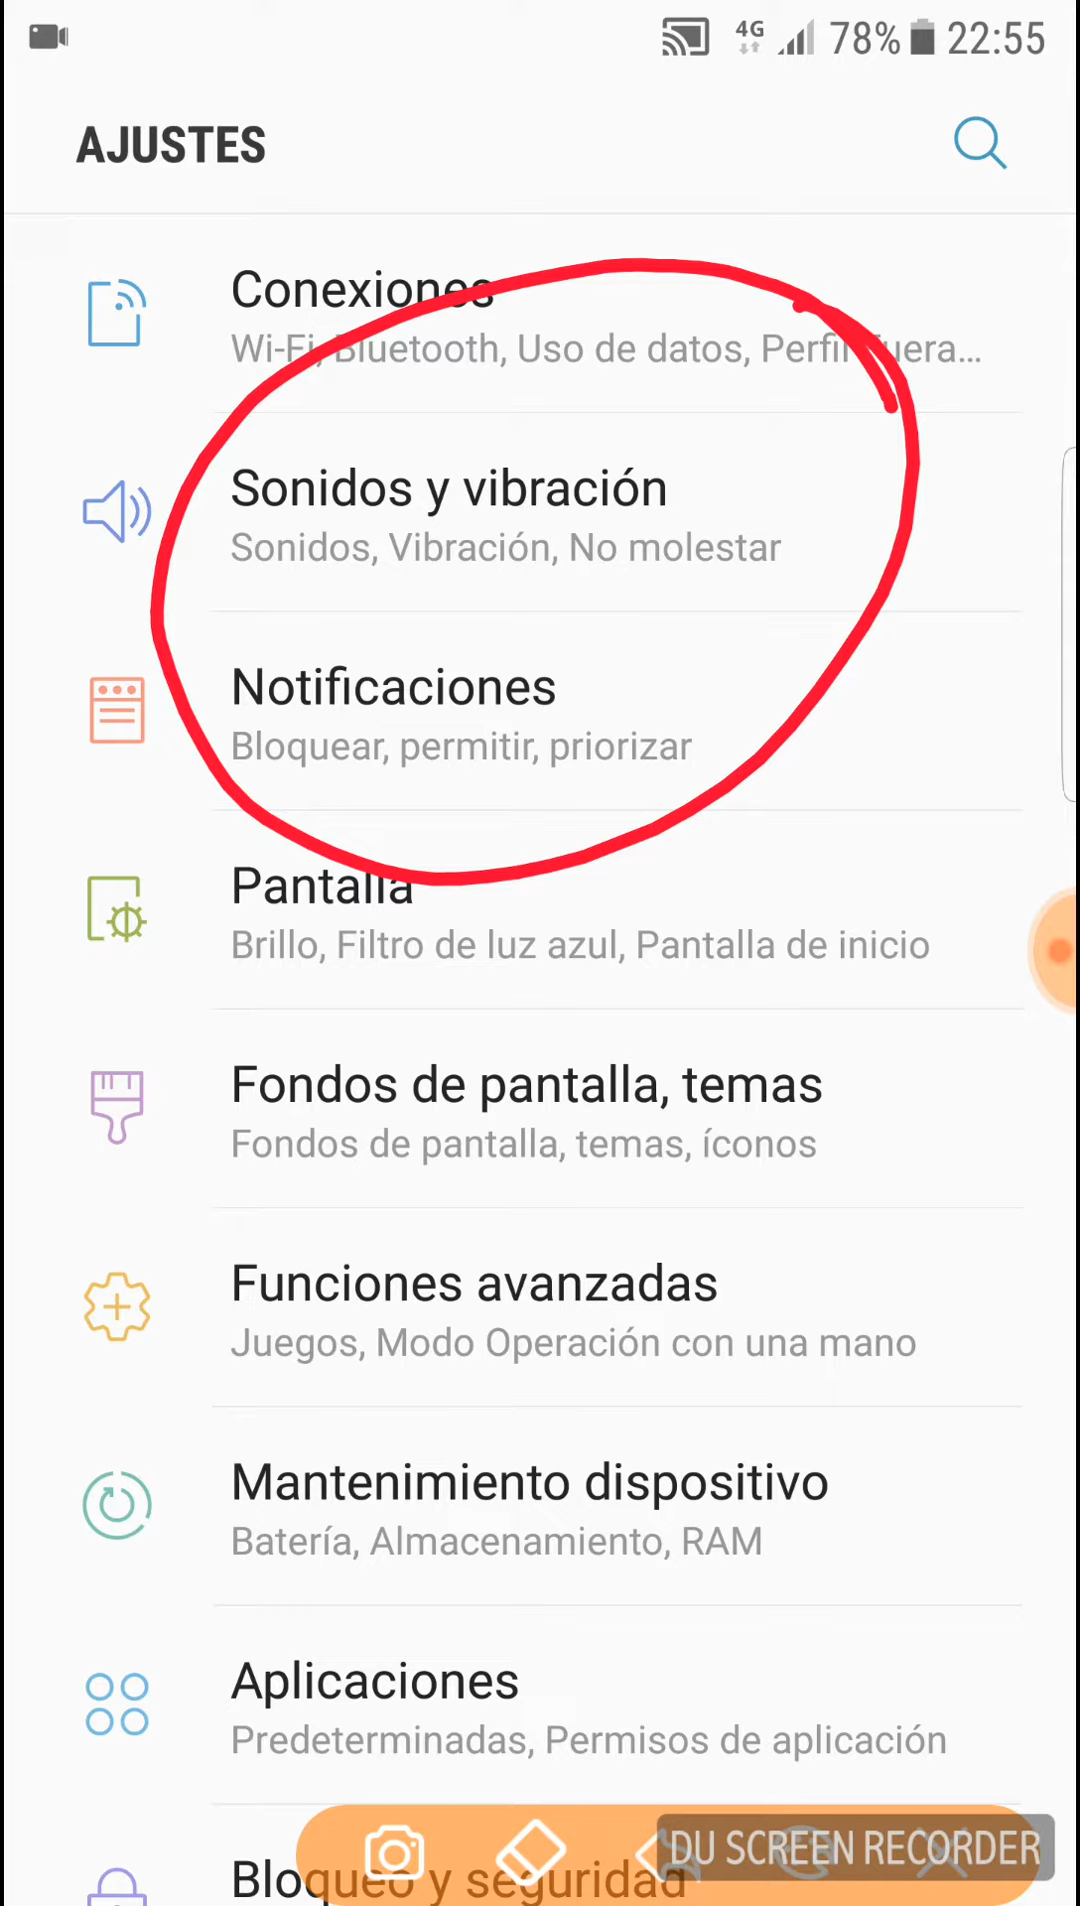 4G 78% 22:55
AJUSTES
Conexiones
Wi-Fi, Bluetooth, Uso de datos, Perfil fuera...
Sonidos y vibración
Sonidos, Vibración, No molestar
Notificaciones
Bloquear, permitir, priorizar
Pantalla
Brillo, Filtro de luz azul, Pantalla de inicio
Fondos de pantalla, temas
Fondos de pantalla, temas, íconos
Funciones avanzadas
Juegos, Modo Operación con una mano
Mantenimiento dispositivo
Batería, Almacenamiento, RAM
Aplicaciones
Predeterminadas, Permisos de aplicación
DU SCREEN RECORDER
Bloqueo y seguridad